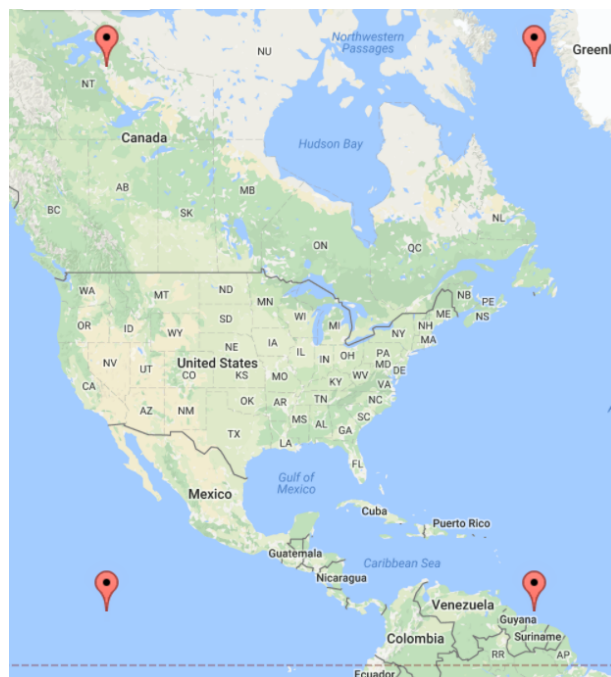 Northwestern
Passages
NU
Greenl
NT
Canada
Hudson Bay
AB
MB
BC
SK
NL
ON
QC
WA
MT
ND
MN
NB
PE
NS
OR
ID
SD
WI
MI
ME
NH
NY
MA
WY
NE
IA
IL
IN
OH
PA
MD
DE
NV
UT
United States
CO
KS
MO
KY
WV
VA
CA
OK
AR
TN
NC
AZ
NM
MS
AL
SC
GA
TX
LA
FL
Gulf of
Mexico
Mexico
Cuba
Puerto Rico
Guatemala
Caribbean Sea
Nicaragua
Venezuela
Guyana
Suriname
Colombia
RR
AP
Ecuador